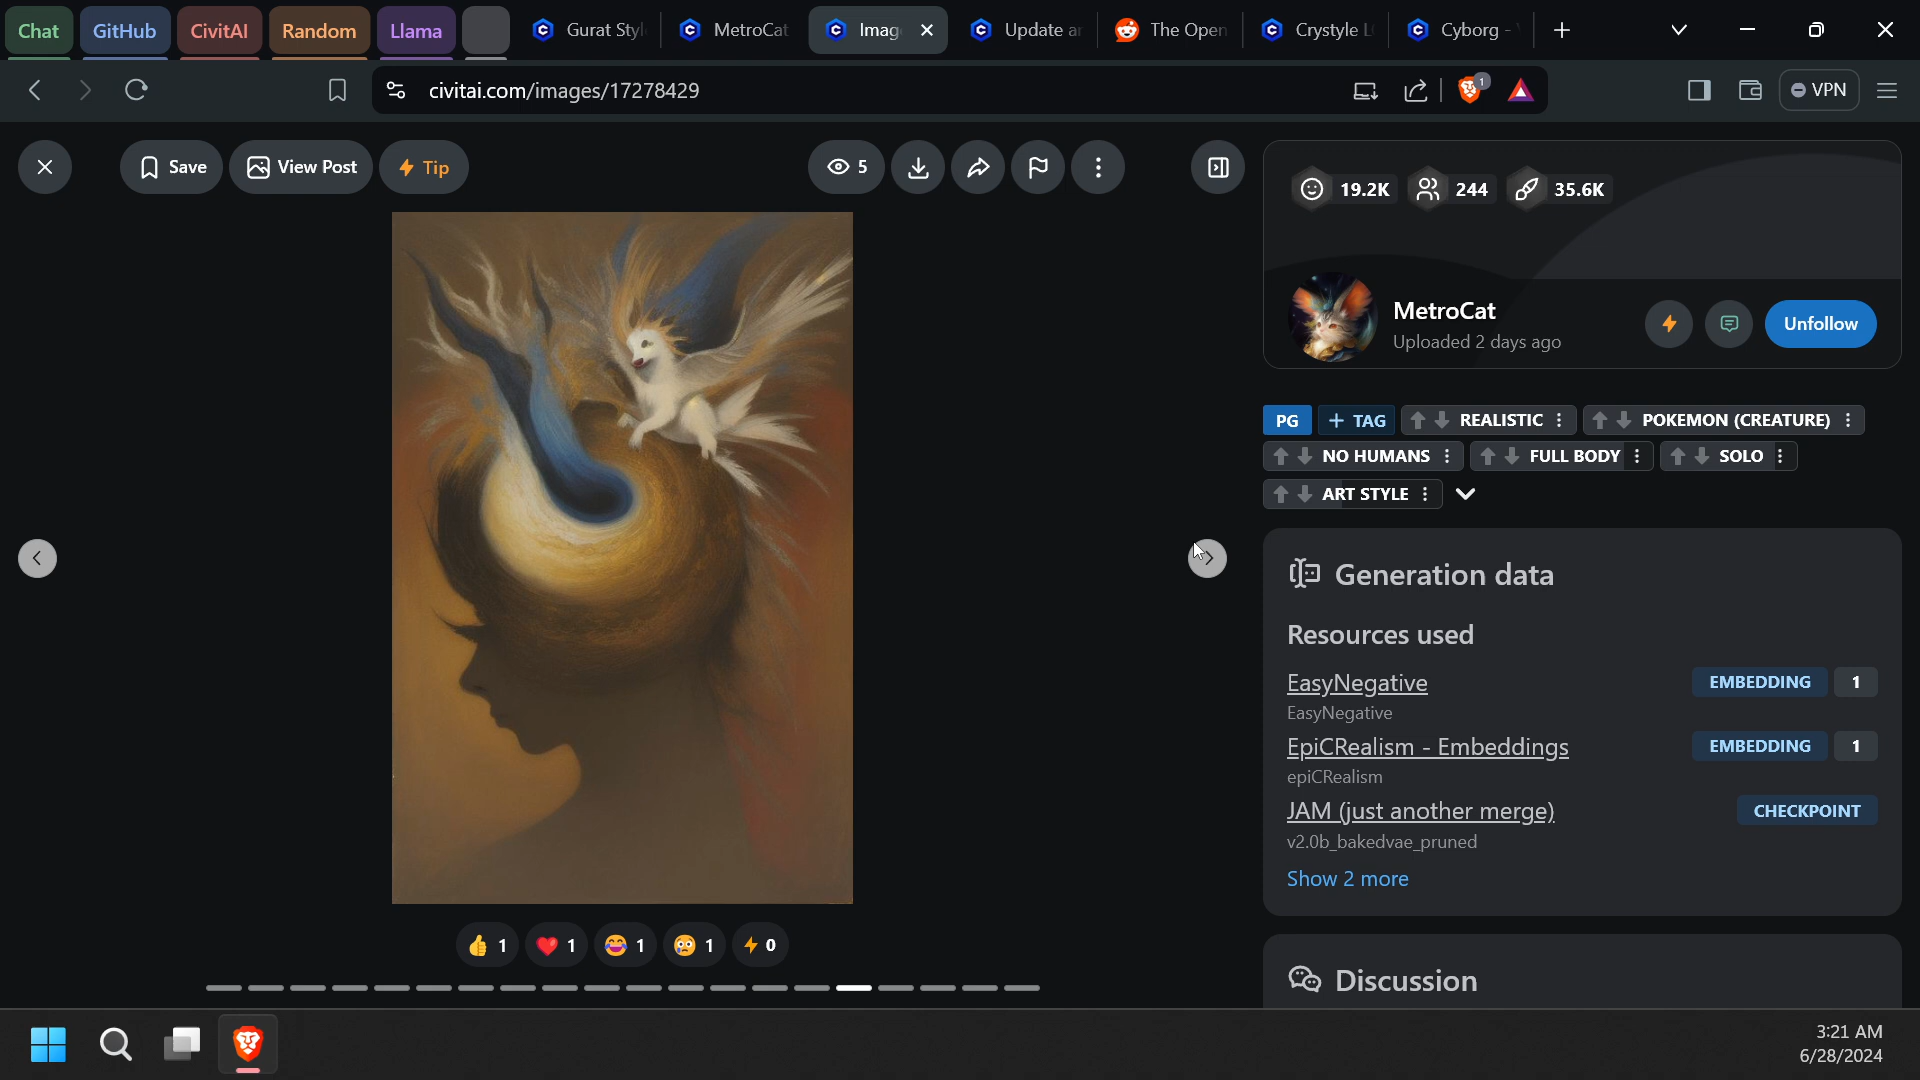 Chat
GitHub
CivitAI
Random
Llama
Gurat Styl
MetroCat
Imag
Update an
The Open
Crystyle L
Cyborg -
civitai.com/images/17278429
1
VPN
Save
View Post
Tip
5
19.2K
244
35.6K
MetroCat
Uploaded 2 days ago
Unfollow
PG
+ TAG
REALISTIC
POKEMON (CREATURE)
NO HUMANS
FULL BODY
SOLO
ART STYLE
Generation data
Resources used
EasyNegative
EMBEDDING
1
EasyNegative
EpiCRealism - Embeddings
EMBEDDING
1
epiCRealism
JAM (just another merge)
CHECKPOINT
v2.0b_bakedvae_pruned
Show 2 more
1
1
1
1
0
Discussion
3:21 AM
6/28/2024